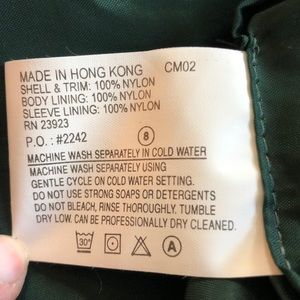 MADE IN HONG KONG CM02
SHELL & TRIM: 100% NYLON
BODY LINING: 100% NYLON
SLEEVE LINING: 100% NYLON
RN 23923
P.O. : #2242 8
MACHINE WASH SEPARATELY IN COLD WATER
MACHINE WASH SEPARATELY USING
GENTLE CYCLE ON COLD WATER SETTING.
DO NOT USE STRONG SOAPS OR DETERGENTS
DO NOT BLEACH, RINSE THOROUGHLY. TUMBLE
DRY LOW. CAN BE PROFESSIONALLY DRY CLEANED.
30° A